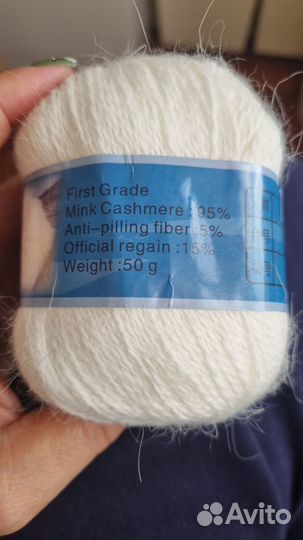 First Grade
Mink Cashmere :95%
Anti-pilling fiber :5%
Official regain :15%
Weight :50 g
Avito